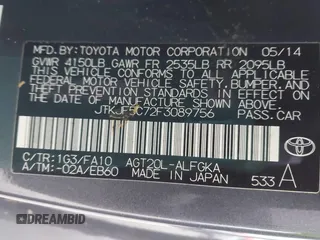 MFD. BY: TOYOTA MOTOR CORPORATION 05/14
GVWR 4150LB GAWR FR 2535LB RR 2095LB
THIS VEHICLE CONFORMS TO ALL APPLICABLE
FEDERAL MOTOR VEHICLE SAFETY, BUMPER, AND
THEFT PREVENTION STANDARDS IN EFFECT ON THE DATE
OF MANUFACTURE SHOWN ABOVE.
JTKJF5C72F3089756 PASS.CAR
C/TR:1G3/FA10 AGT20L-ALFGKA
A/TM:-02A/EB60 MADE IN JAPAN
533 A
TOYOTA
DREAMBID